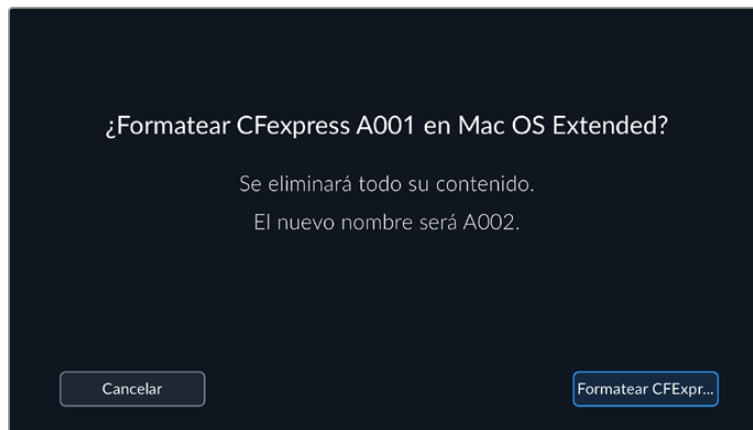 ¿Formatear CFexpress A001 en Mac OS Extended?
Se eliminará todo su contenido.
El nuevo nombre será A002.
Cancelar
Formatear CFExpr...